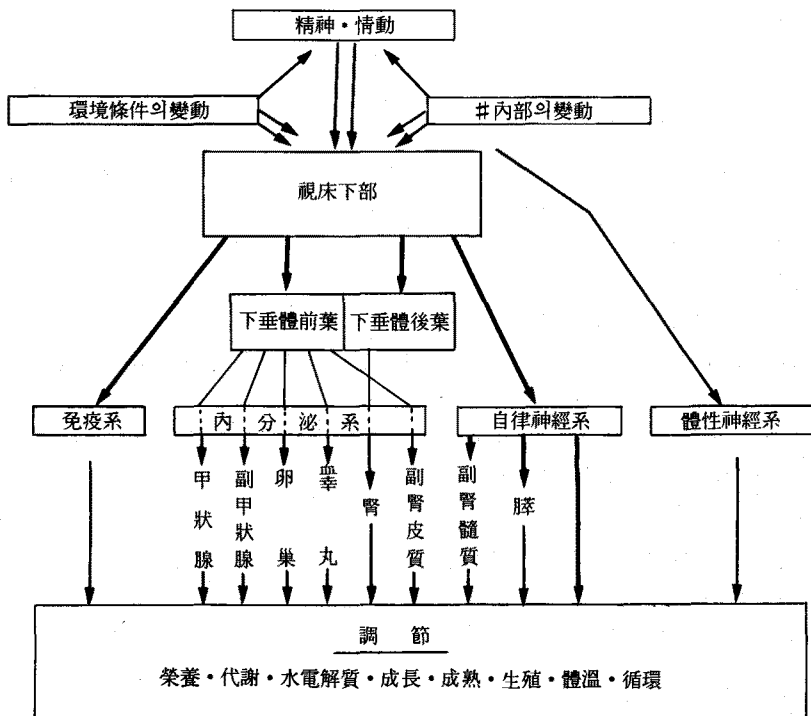 精神・情動
環境條件의變動
#內部의變動
視床下部
下垂體前葉
下垂體後葉
免疫系
內分泌系
自律神經系
體性神經系
甲狀腺
副甲狀腺
卵巢
睾丸
腎
副腎皮質
副腎髓質
膵
調節
榮養・代謝・水電解質・成長・成熟・生殖・體溫・循環